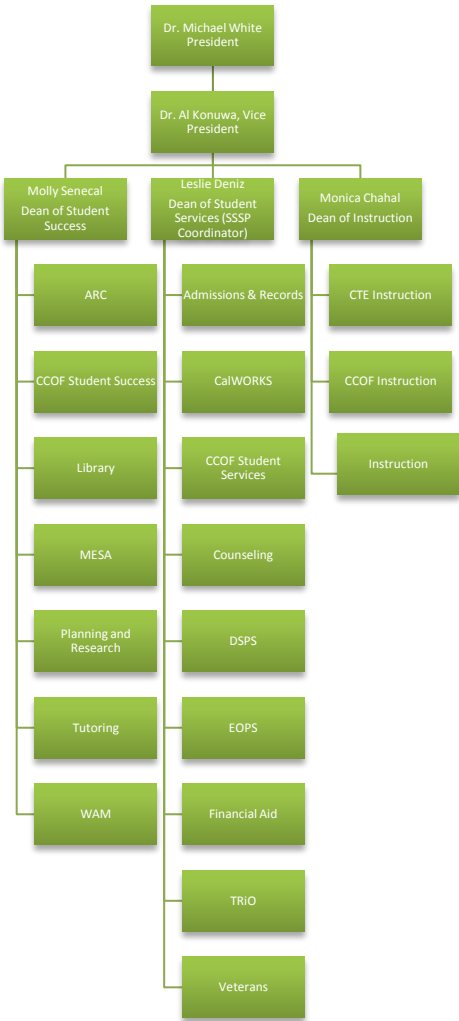 Dr. Michael White
President
Dr. Al Konuwa, Vice
President
Molly Senecal
Dean of Student
Success
Leslie Deniz
Dean of Student
Services (SSSP
Coordinator)
Monica Chahal
Dean of Instruction
ARC
CCOF Student Success
Library
MESA
Planning and
Research
Tutoring
WAM
Admissions & Records
CalWORKS
CCOF Student
Services
Counseling
DSPS
EOPS
Financial Aid
TRiO
Veterans
CTE Instruction
CCOF Instruction
Instruction